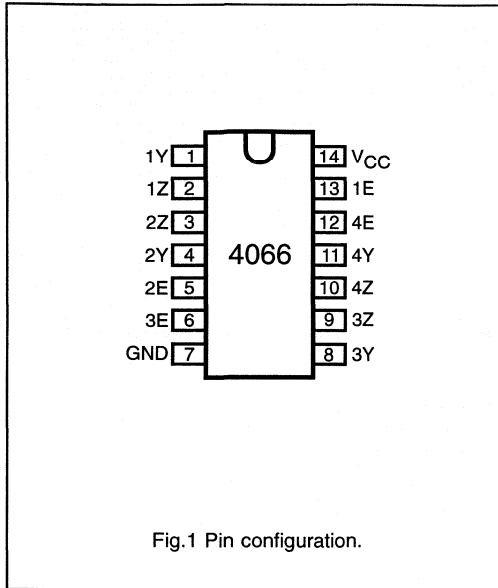 1Y 1 14 VCC
1Z 2 13 1E
2Z 3 12 4E
2Y 4 4066 11 4Y
2E 5 10 4Z
3E 6 9 3Z
GND 7 8 3Y
Fig.1 Pin configuration.